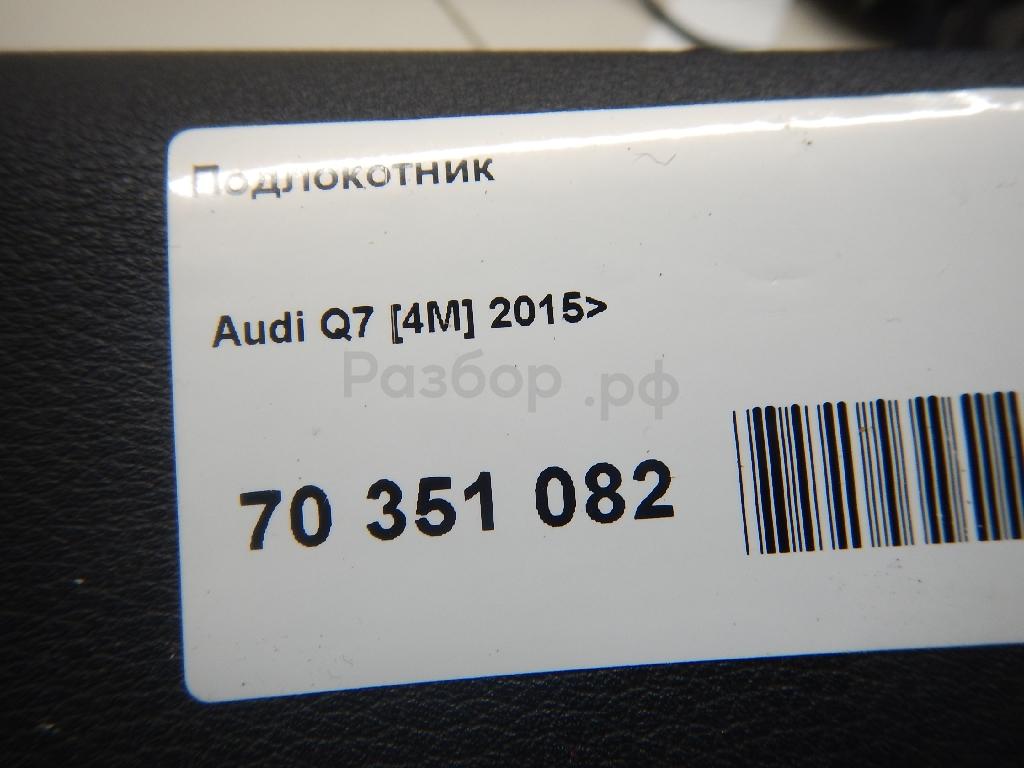 Подлокотник
Audi Q7 [4M] 2015>
Разбор.рф
70 351 082